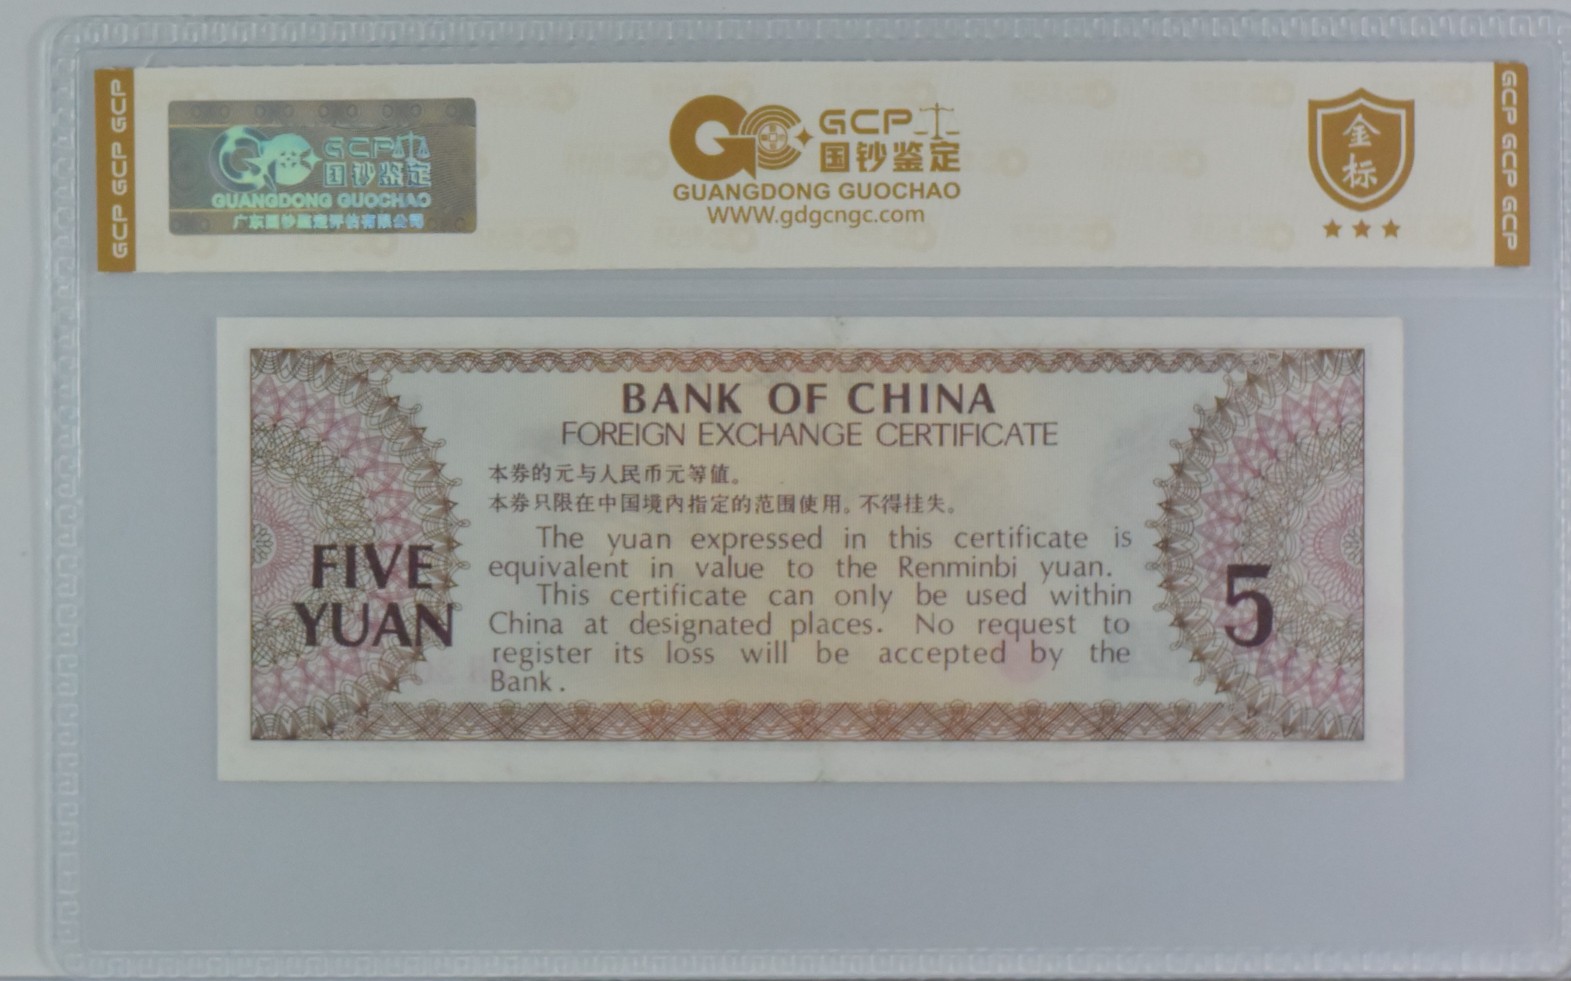 GCP GCP GCP
GCP
国钞鉴定
GUANGDONG GUOCHAO
广东国钞鉴定评估有限公司
GCP
国钞鉴定
GUANGDONG GUOCHAO
WWW.gdgcngc.com
金
标
GCP GCP GCP
BANK OF CHINA
FOREIGN EXCHANGE CERTIFICATE
本券的元与人民币元等值。
本券只限在中国境内指定的范围使用。不得挂失。
The yuan expressed in this certificate is
equivalent in value to the Renminbi yuan.
This certificate can only be used within
China at designated places. No request to
register its loss will be accepted by the
Bank.
FIVE
YUAN
5